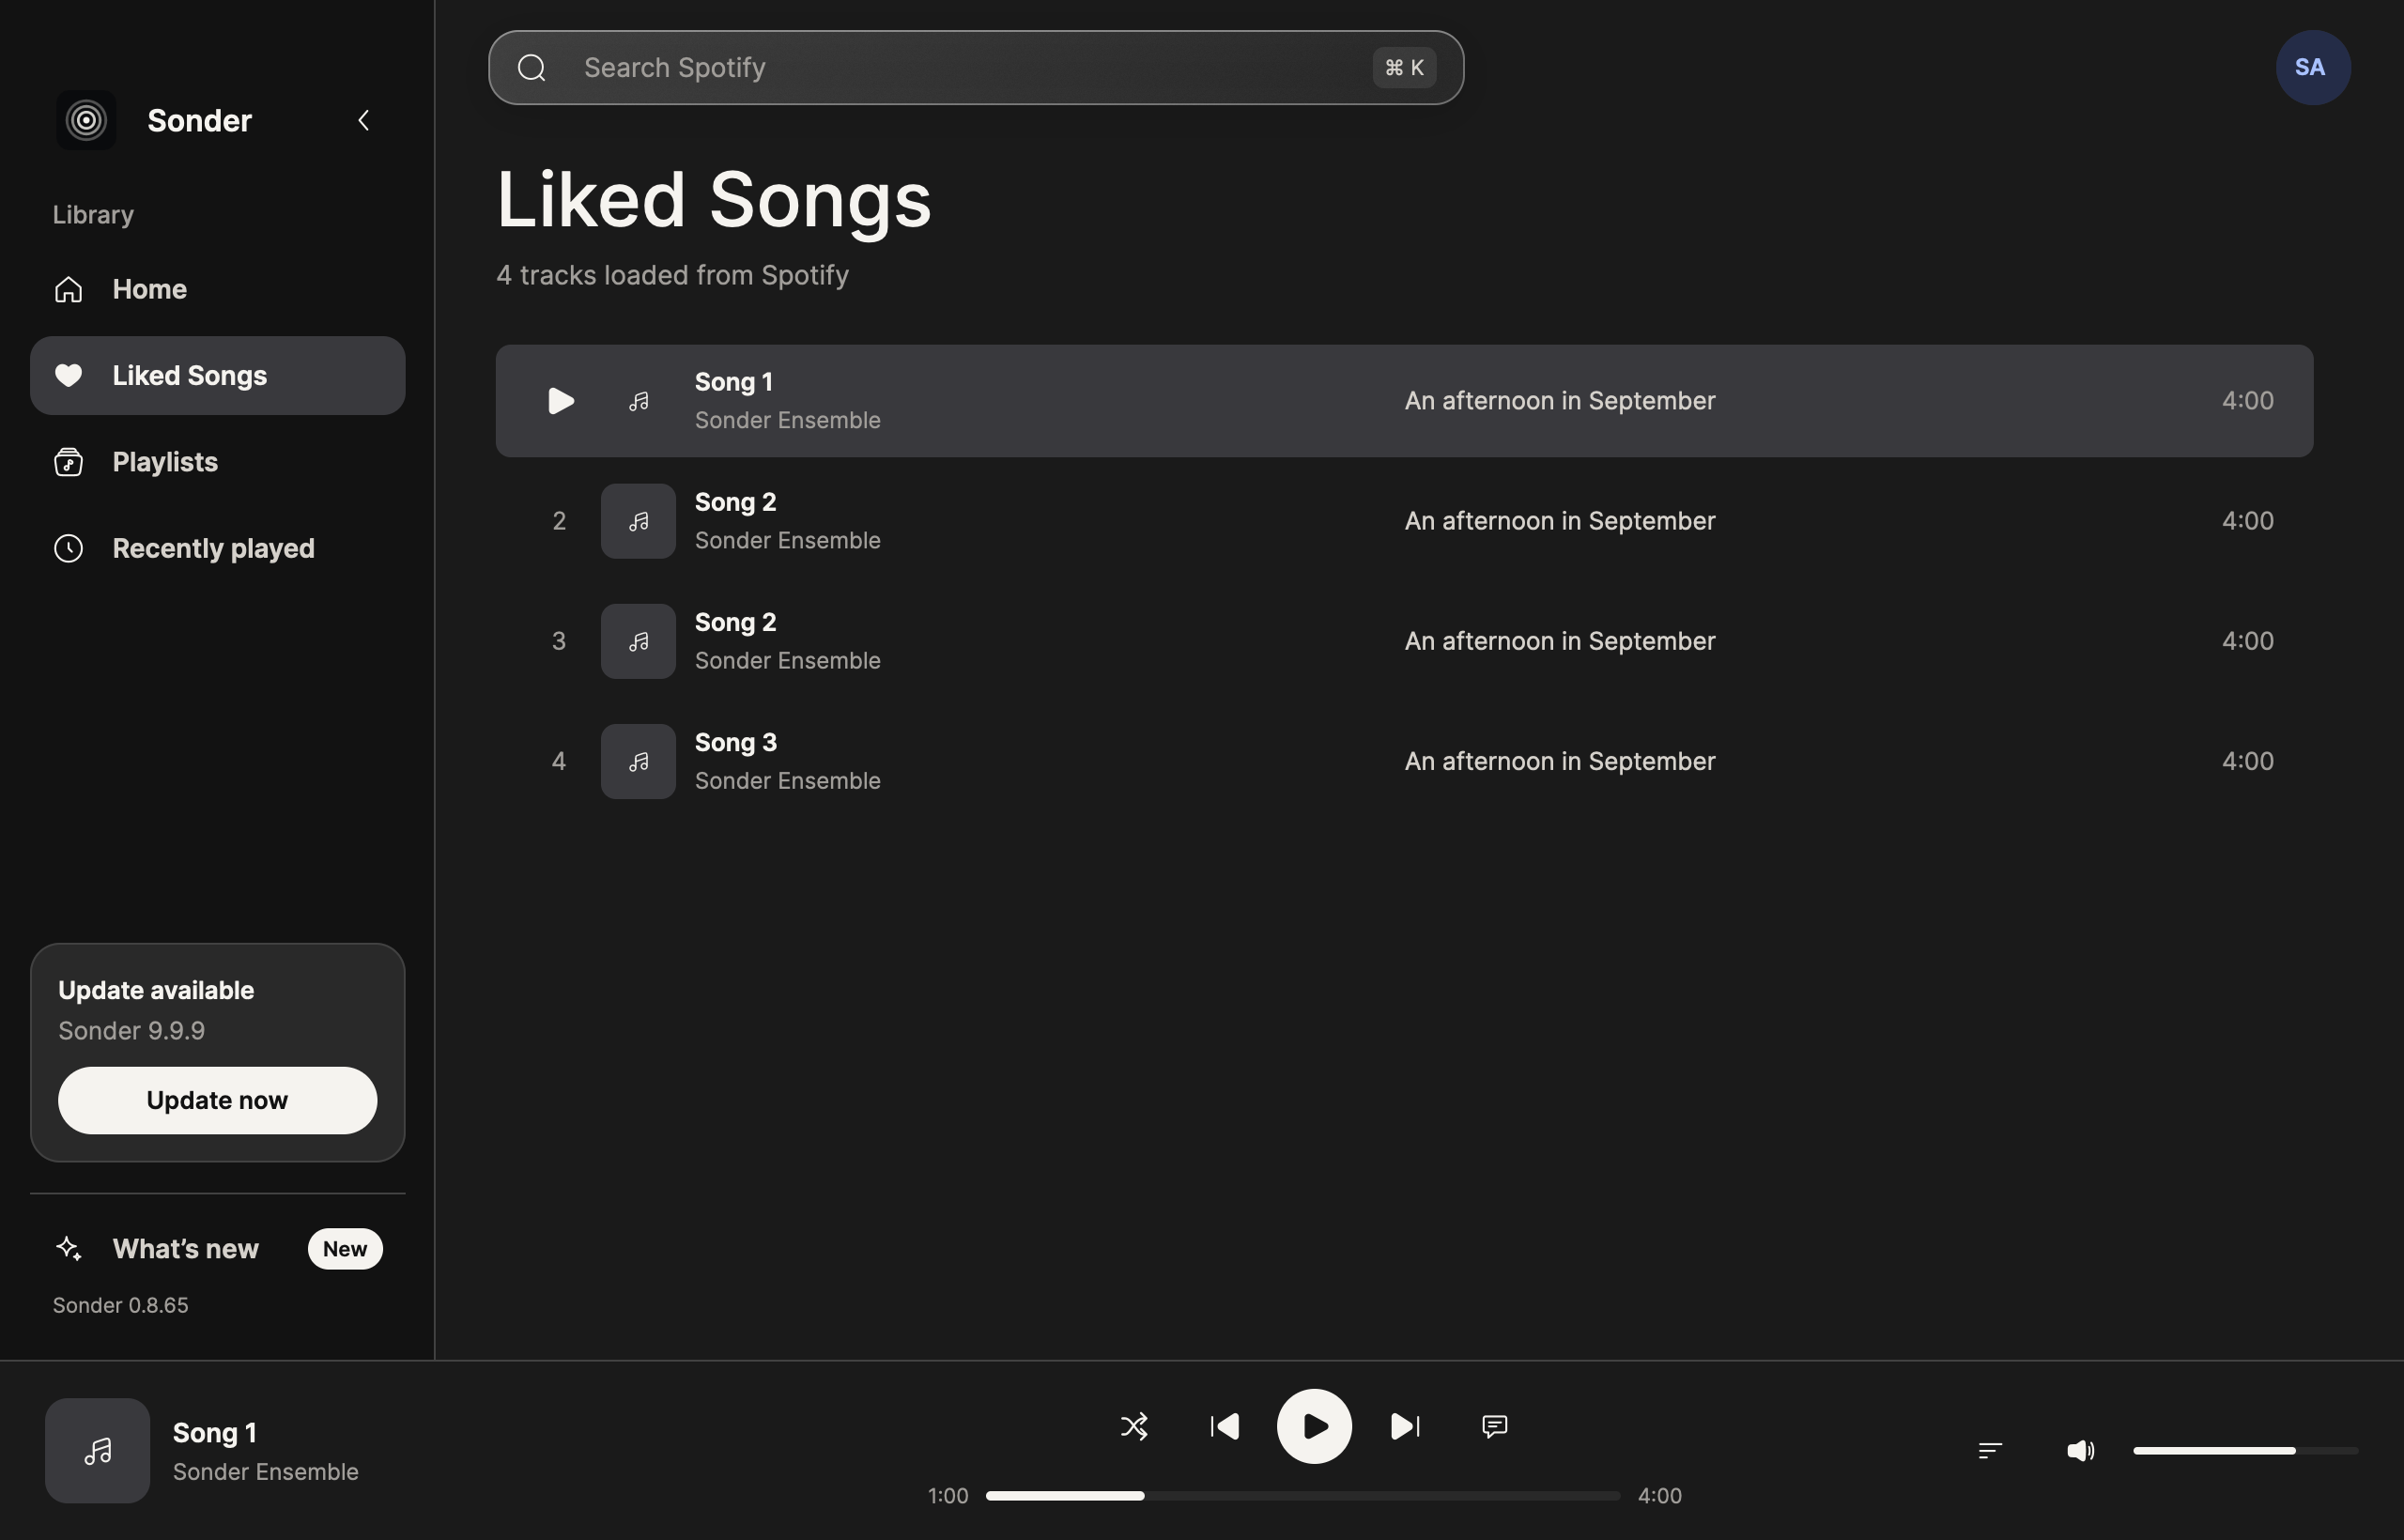 Search Spotify
⌘ K
SA
Sonder
Library
Home
Liked Songs
Playlists
Recently played
Update available
Sonder 9.9.9
Update now
What’s new
New
Sonder 0.8.65
Liked Songs
4 tracks loaded from Spotify
Song 1
Sonder Ensemble
An afternoon in September
4:00
2
Song 2
Sonder Ensemble
An afternoon in September
4:00
3
Song 2
Sonder Ensemble
An afternoon in September
4:00
4
Song 3
Sonder Ensemble
An afternoon in September
4:00
Song 1
Sonder Ensemble
1:00
4:00